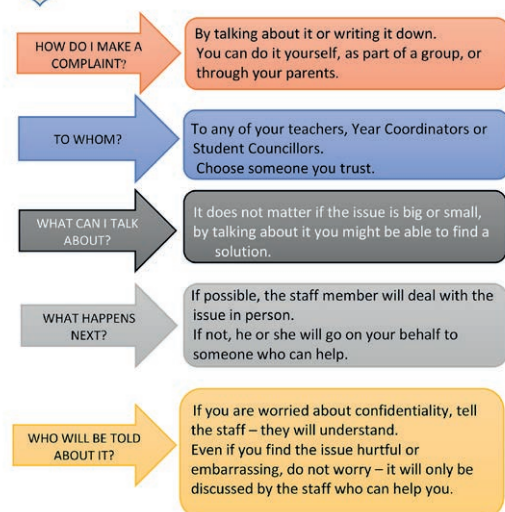 HOW DO I MAKE A
COMPLAINT?
By talking about it or writing it down.
You can do it yourself, as part of a group, or
through your parents.
TO WHOM?
To any of your teachers, Year Coordinators or
Student Councillors.
Choose someone you trust.
WHAT CAN I TALK
ABOUT?
It does not matter if the issue is big or small,
by talking about it you might be able to find a
solution.
WHAT HAPPENS
NEXT?
If possible, the staff member will deal with the
issue in person.
If not, he or she will go on your behalf to
someone who can help.
WHO WILL BE TOLD
ABOUT IT?
If you are worried about confidentiality, tell
the staff – they will understand.
Even if you find the issue hurtful or
embarrassing, do not worry – it will only be
discussed by the staff who can help you.